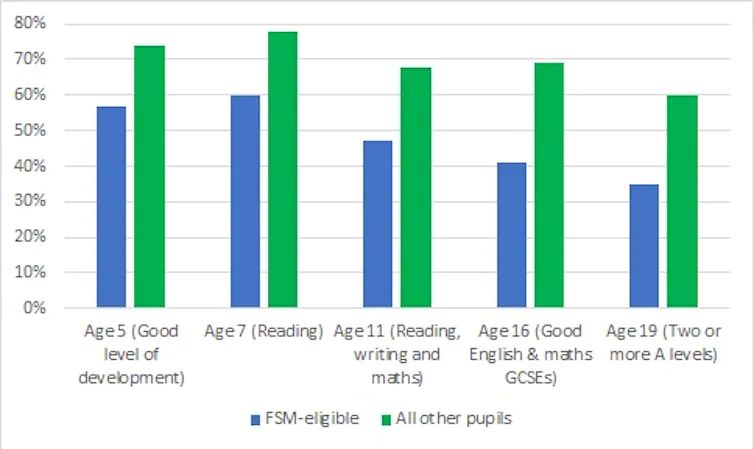 80%
70%
60%
50%
40%
30%
20%
10%
0%
Age 5 (Good
level of
development)
Age 7 (Reading)
Age 11 (Reading,
writing and
maths)
Age 16 (Good
English & maths
GCSEs)
Age 19 (Two or
more A levels)
FSM-eligible
All other pupils